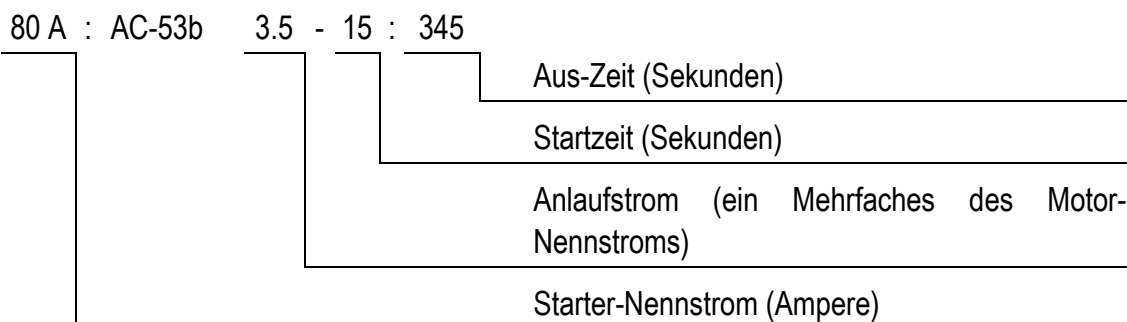 80 A : AC-53b 3.5 - 15 : 345
Aus-Zeit (Sekunden)
Startzeit (Sekunden)
Anlaufstrom (ein Mehrfaches des Motor-
Nennstroms)
Starter-Nennstrom (Ampere)